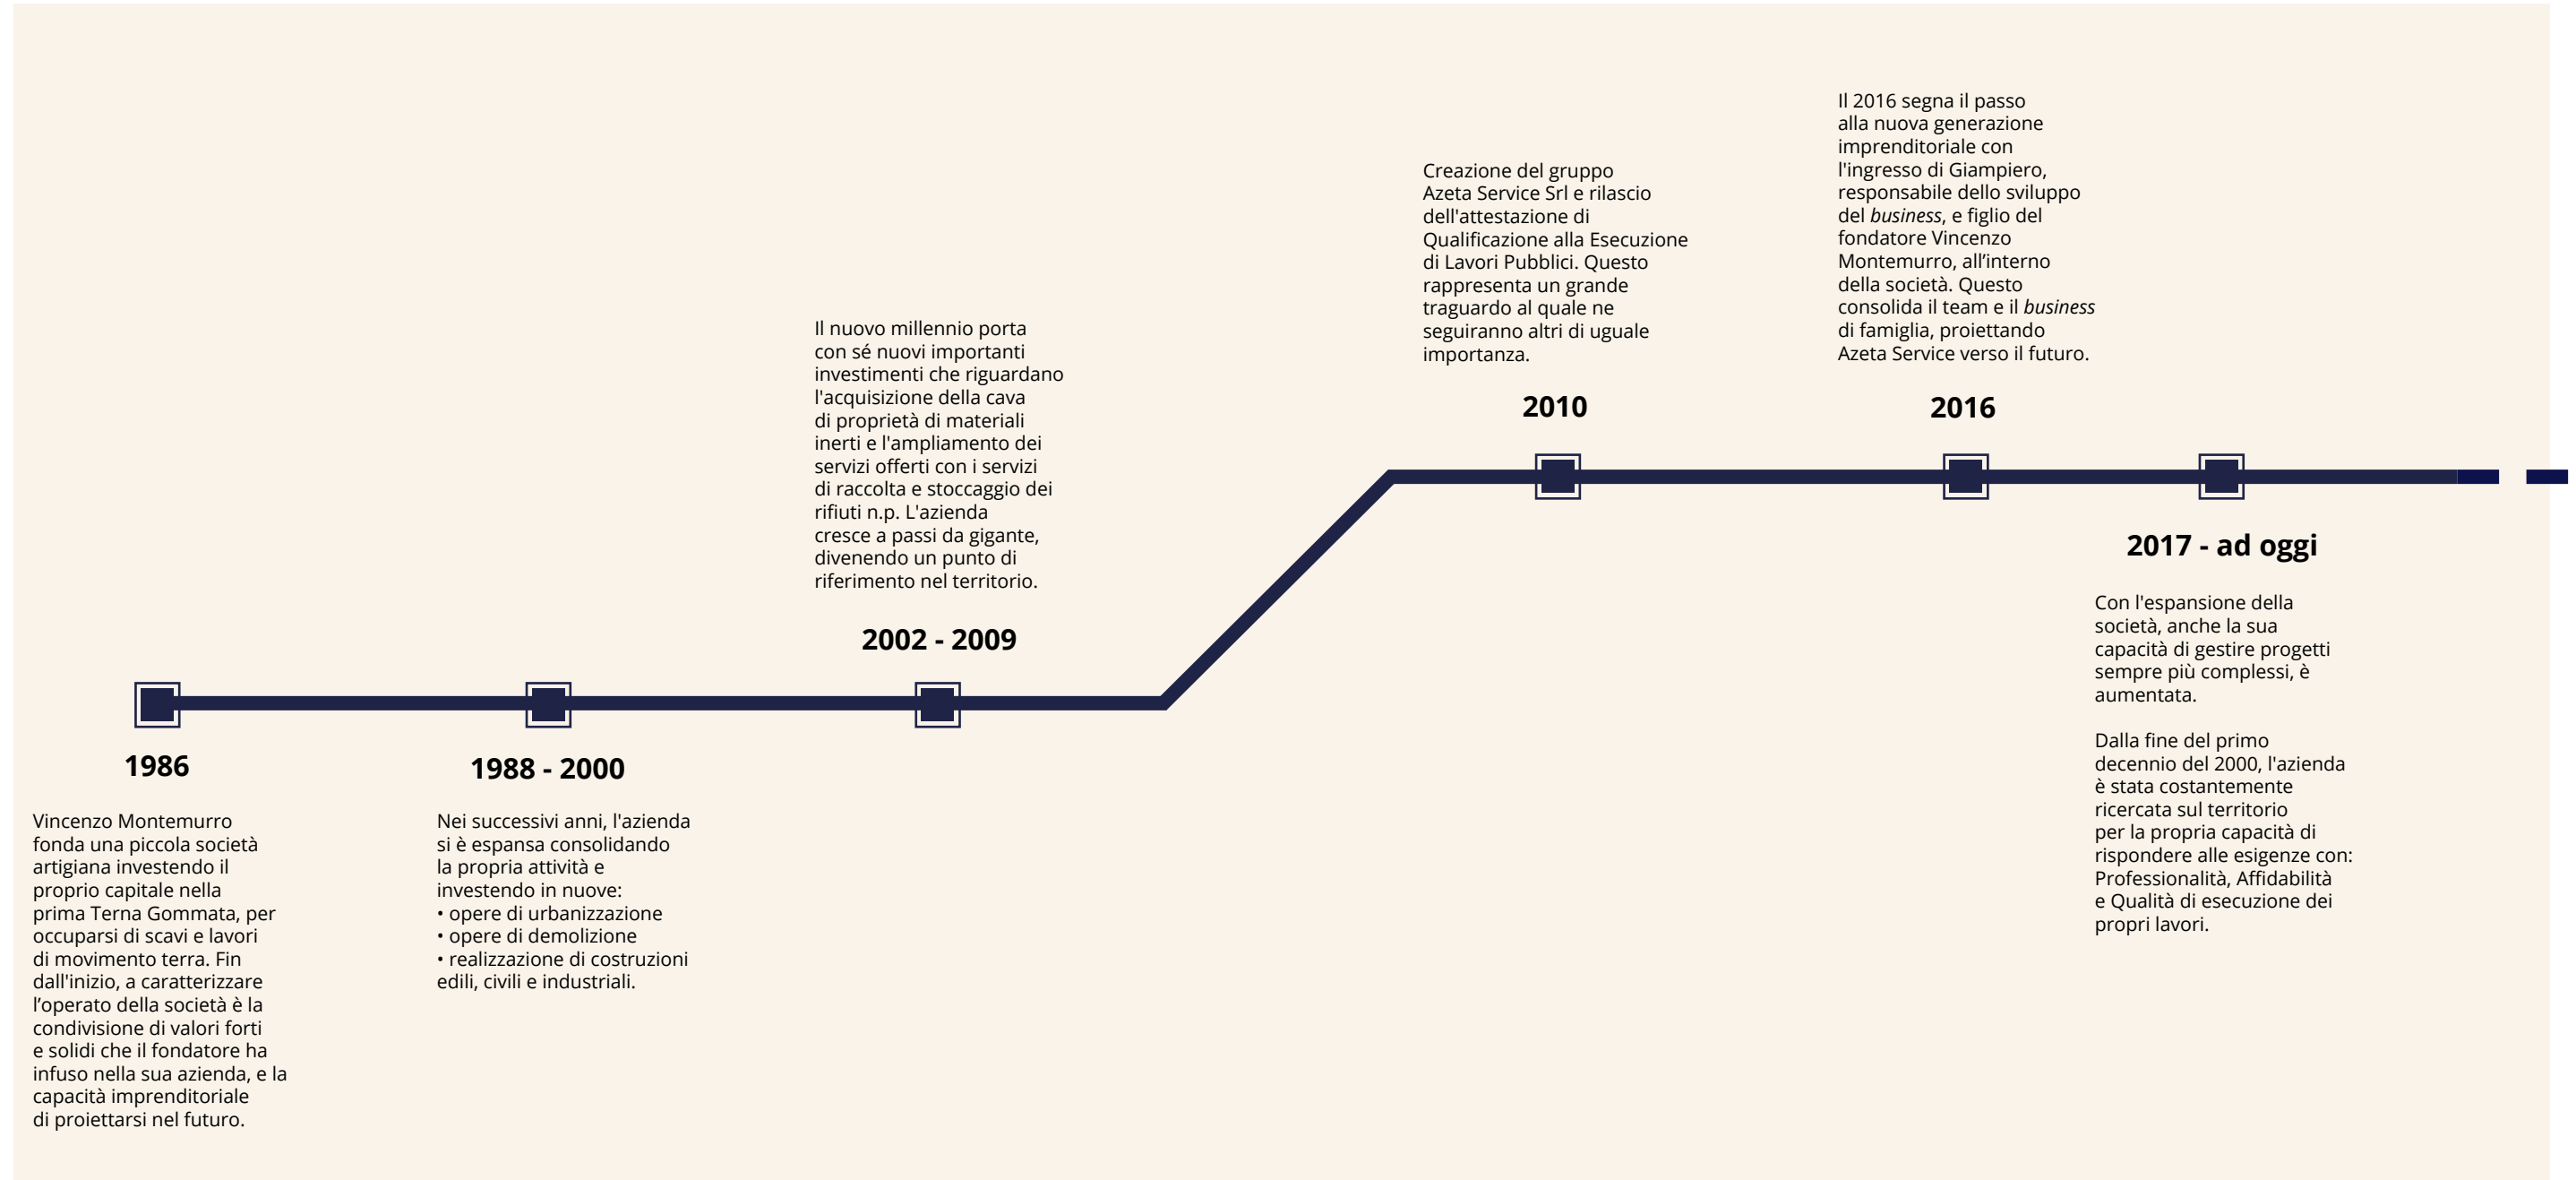 1986
Vincenzo Montemurro
fonda una piccola società
artigiana investendo il
proprio capitale nella
prima Terna Gommata, per
occuparsi di scavi e lavori
di movimento terra. Fin
dall'inizio, a caratterizzare
l’operato della società è la
condivisione di valori forti
e solidi che il fondatore ha
infuso nella sua azienda, e la
capacità imprenditoriale
di proiettarsi nel futuro.
1988 - 2000
Nei successivi anni, l'azienda
si è espansa consolidando
la propria attività e
investendo in nuove:
• opere di urbanizzazione
• opere di demolizione
• realizzazione di costruzioni
edili, civili e industriali.
Il nuovo millennio porta
con sé nuovi importanti
investimenti che riguardano
l'acquisizione della cava
di proprietà di materiali
inerti e l'ampliamento dei
servizi offerti con i servizi
di raccolta e stoccaggio dei
rifiuti n.p. L'azienda
cresce a passi da gigante,
divenendo un punto di
riferimento nel territorio.
2002 - 2009
Creazione del gruppo
Azeta Service Srl e rilascio
dell'attestazione di
Qualificazione alla Esecuzione
di Lavori Pubblici. Questo
rappresenta un grande
traguardo al quale ne
seguiranno altri di uguale
importanza.
2010
Il 2016 segna il passo
alla nuova generazione
imprenditoriale con
l'ingresso di Giampiero,
responsabile dello sviluppo
del business, e figlio del
fondatore Vincenzo
Montemurro, all’interno
della società. Questo
consolida il team e il business
di famiglia, proiettando
Azeta Service verso il futuro.
2016
2017 - ad oggi
Con l'espansione della
società, anche la sua
capacità di gestire progetti
sempre più complessi, è
aumentata.
Dalla fine del primo
decennio del 2000, l'azienda
è stata costantemente
ricercata sul territorio
per la propria capacità di
rispondere alle esigenze con:
Professionalità, Affidabilità
e Qualità di esecuzione dei
propri lavori.